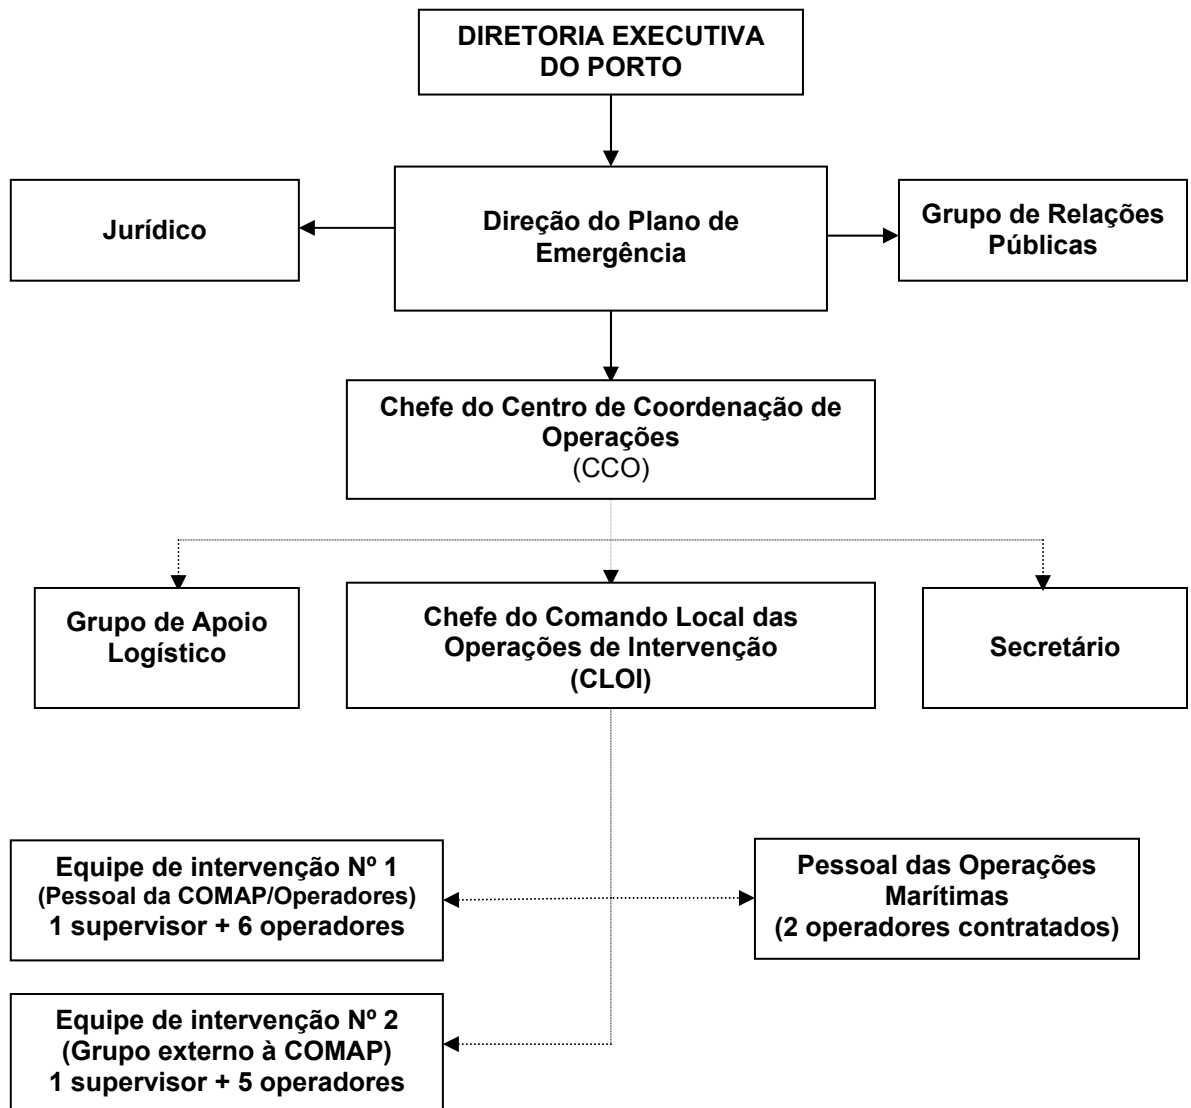 DIRETORIA EXECUTIVA
DO PORTO
Jurídico
Direção do Plano de
Emergência
Grupo de Relações
Públicas
Chefe do Centro de Coordenação de
Operações
(CCO)
Grupo de Apoio
Logístico
Chefe do Comando Local das
Operações de Intervenção
(CLOI)
Secretário
Equipe de intervenção Nº 1
(Pessoal da COMAP/Operadores)
1 supervisor + 6 operadores
Pessoal das Operações
Marítimas
(2 operadores contratados)
Equipe de intervenção Nº 2
(Grupo externo à COMAP)
1 supervisor + 5 operadores